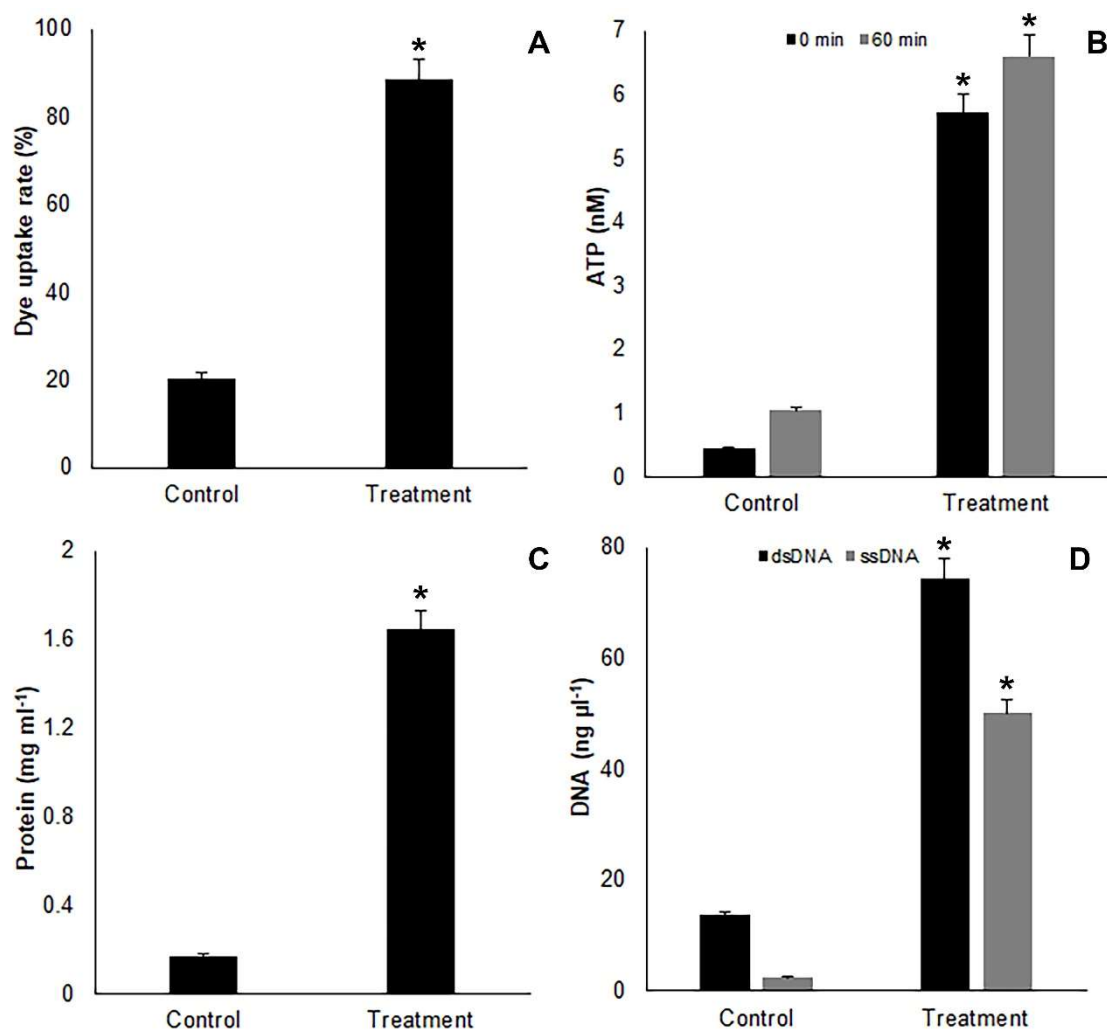 A
Dye uptake rate (%)
100
80
60
40
20
0
*
Control Treatment
B
0 min 60 min
ATP (nM)
7
6
5
4
3
2
1
0
* *
Control Treatment
C
Protein (mg ml-1)
2
1.6
1.2
0.8
0.4
0
*
Control Treatment
D
dsDNA ssDNA
DNA (ng µl-1)
80
60
40
20
0
* *
Control Treatment